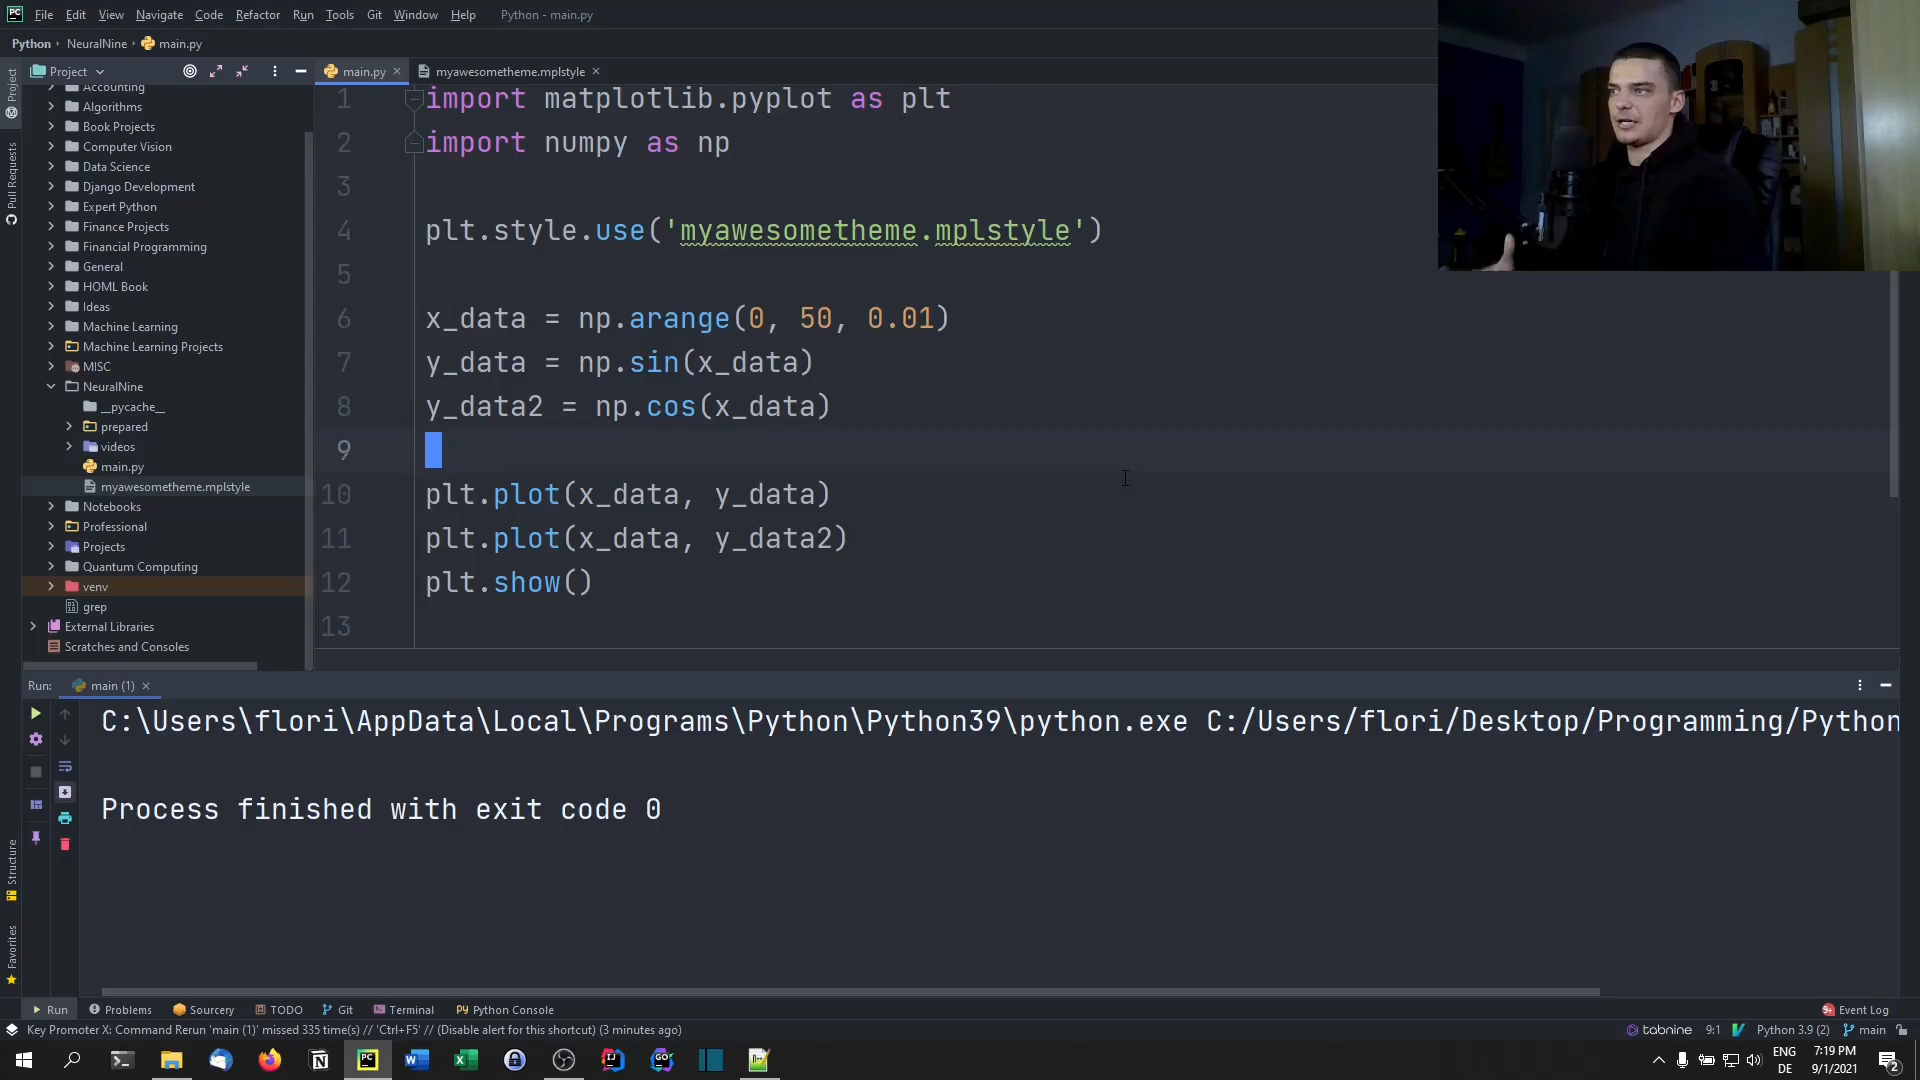 PC File Edit View Navigate Code Refactor Run Tools Git Window Help Python - main.py
Python NeuralNine main.py
Project
main.py
myawesometheme.mplstyle
Project
Pull Requests
Accounting
Algorithms
Book Projects
Computer Vision
Data Science
Django Development
Expert Python
Finance Projects
Financial Programming
General
HOML Book
Ideas
Machine Learning
Machine Learning Projects
MISC
NeuralNine
__pycache__
prepared
videos
main.py
myawesometheme.mplstyle
Notebooks
Professional
Projects
Quantum Computing
venv
grep
External Libraries
Scratches and Consoles
1 import matplotlib.pyplot as plt
2 import numpy as np
3
4 plt.style.use('myawesometheme.mplstyle')
5
6 x_data = np.arange(0, 50, 0.01)
7 y_data = np.sin(x_data)
8 y_data2 = np.cos(x_data)
9
10 plt.plot(x_data, y_data)
11 plt.plot(x_data, y_data2)
12 plt.show()
13
Run: main (1)
C:\Users\flori\AppData\Local\Programs\Python\Python39\python.exe C:/Users/flori/Desktop/Programming/Python
Process finished with exit code 0
Structure
Favorites
Run Problems Sourcery TODO Git Terminal Python Console Event Log
Key Promoter X: Command Rerun 'main (1)' missed 335 time(s) // 'Ctrl+F5' // (Disable alert for this shortcut) (3 minutes ago) tabnine 9:1 Python 3.9 (2) main
ENG 7:19 PM
DE 9/1/2021
2